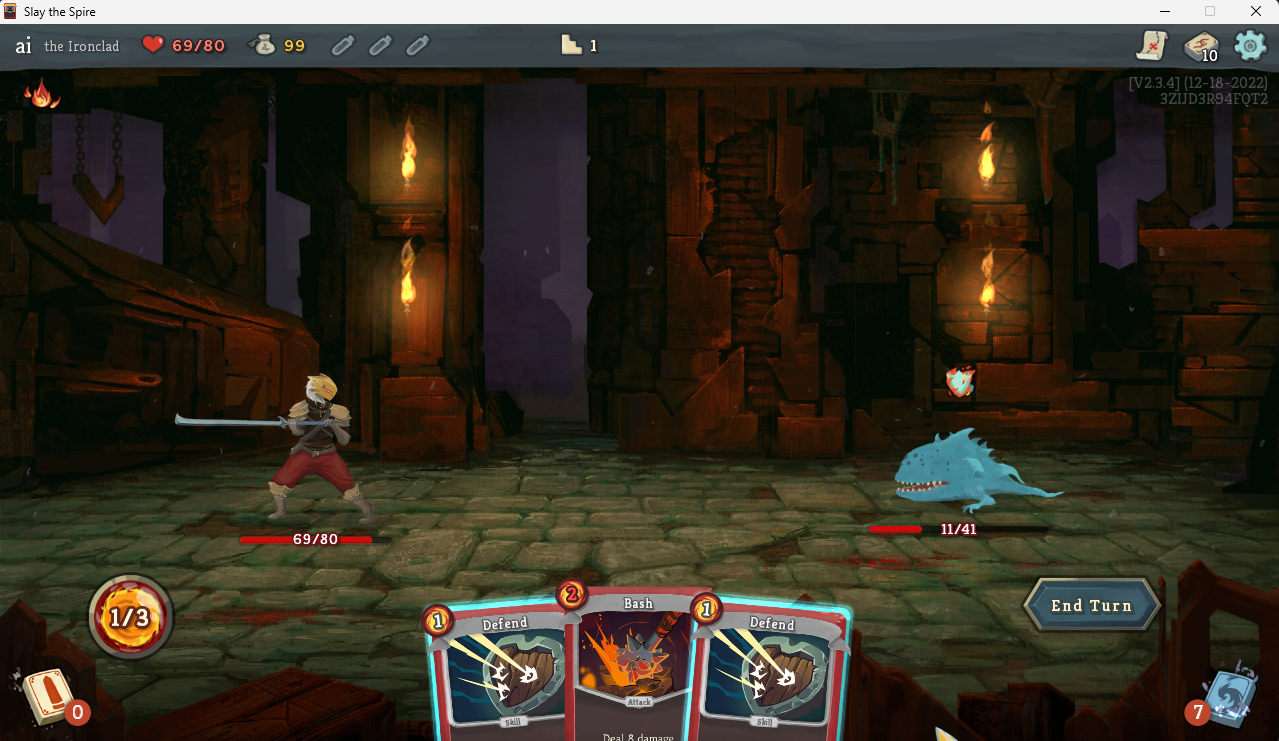 Slay the Spire
ai the Ironclad 69/80 99 1 10
[V2.3.4] (12-18-2022)
3ZIJD3R94FQT2
69/80
11/41
1/3
End Turn
1 Defend
2 Bash
1 Defend
Skill
Attack
Skill
Deal 8 damage
0
7